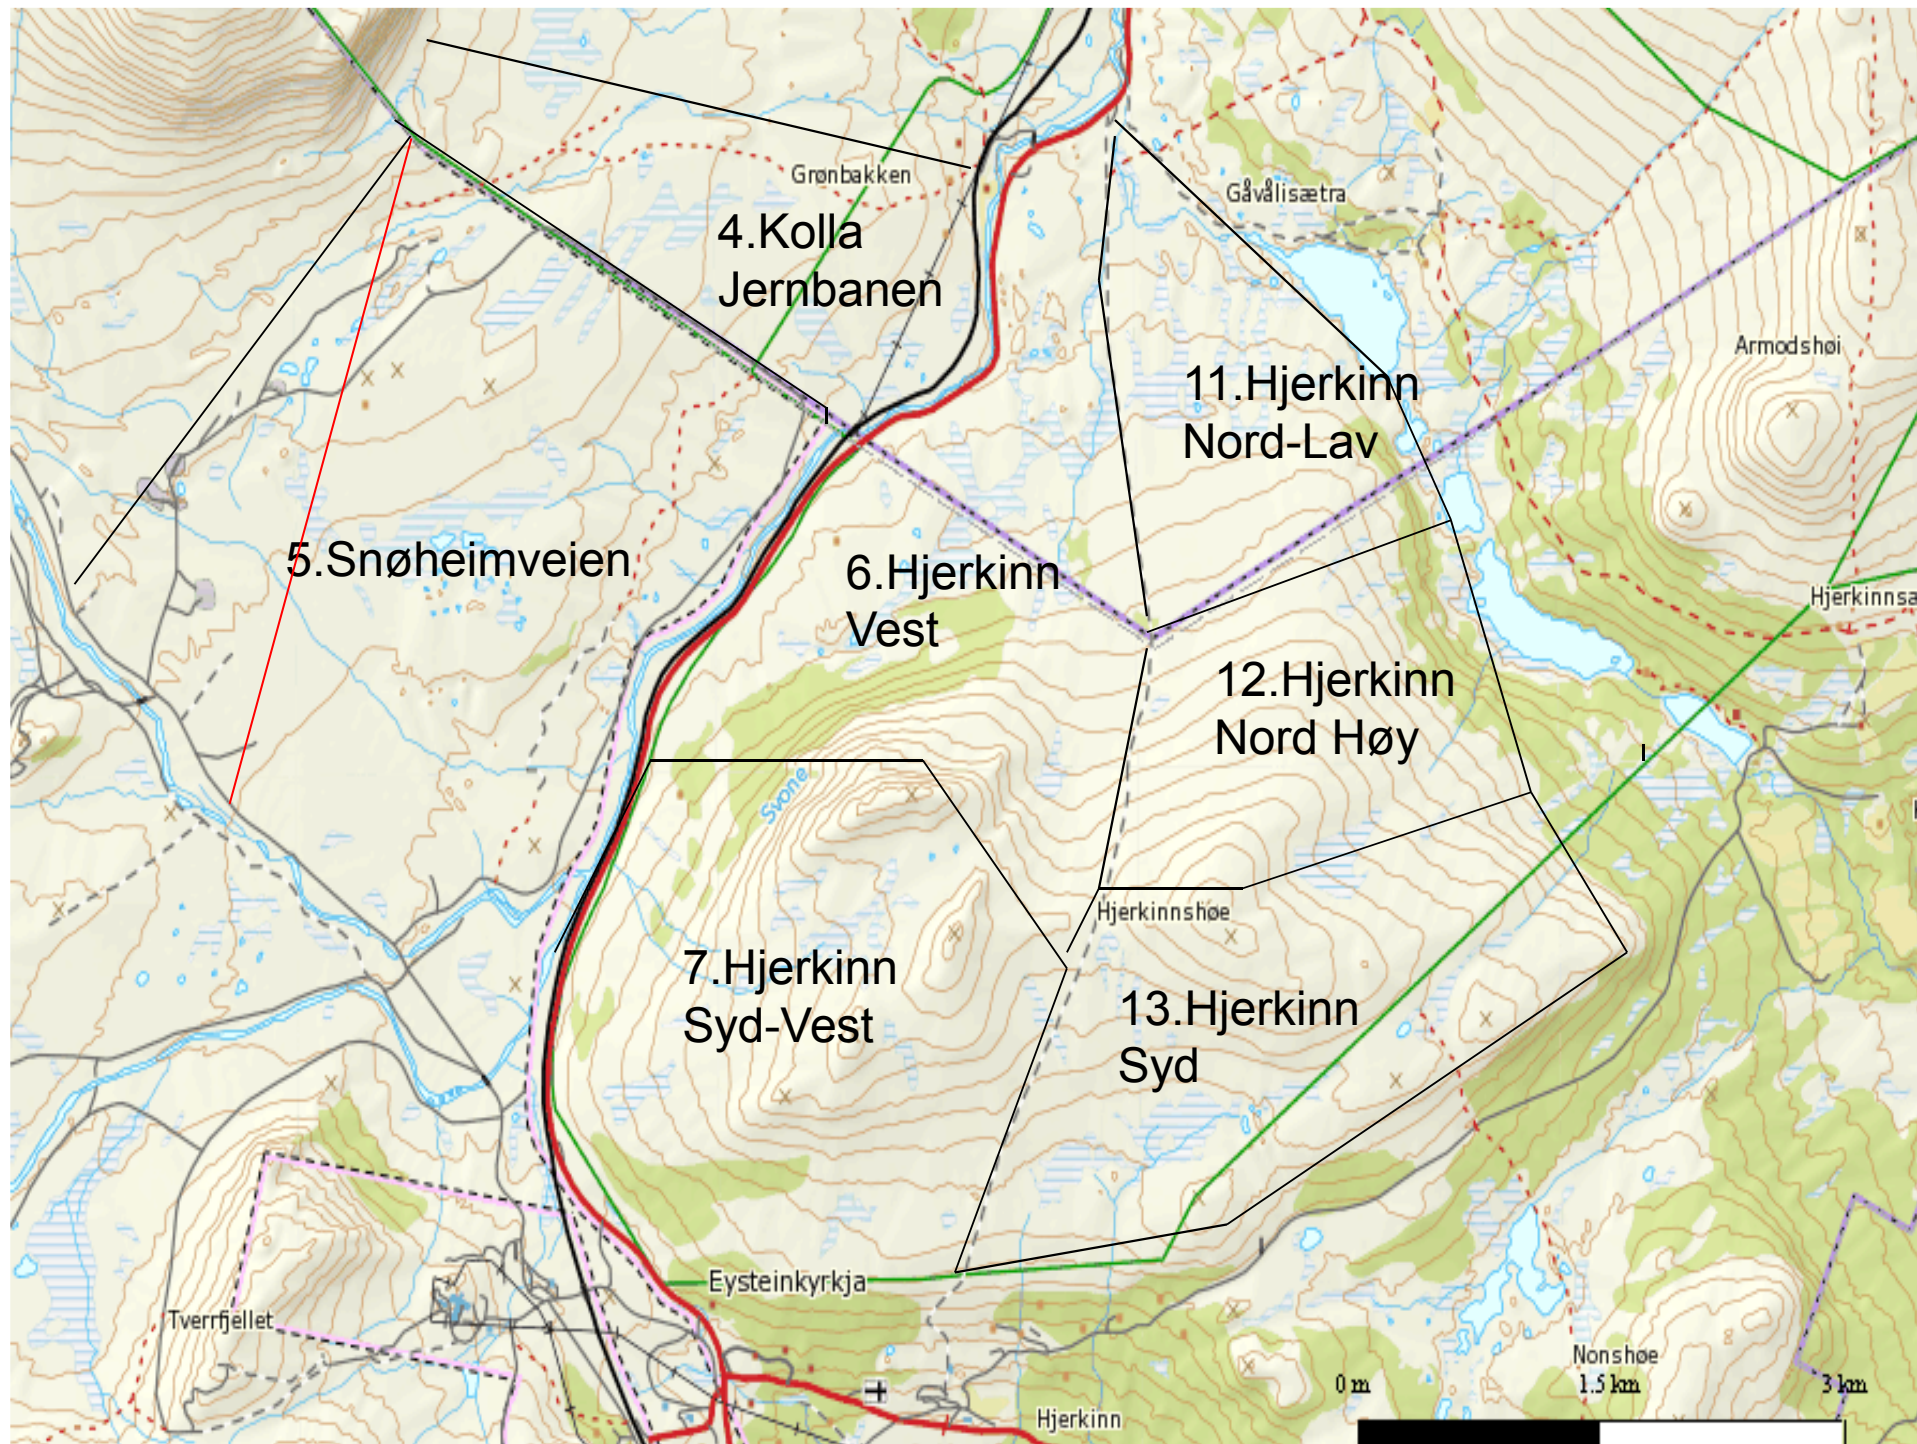 Grønbakken
Gåvålisætra
4.Kolla
Jernbanen
Armodshøi
11.Hjerkinn
Nord-Lav
5.Snøheimveien
6.Hjerkinn
Vest
Hjerkinnsæ
12.Hjerkinn
Nord Høy
Svone
Hjerkinnshøe
7.Hjerkinn
Syd-Vest
13.Hjerkinn
Syd
Eysteinkyrkja
Tverrfjellet
Nonshøe
0 m 1.5 km 3 km
Hjerkinn